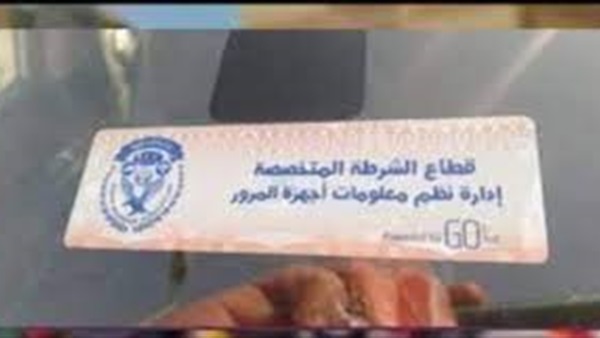 قطاع الشرطة المتخصصة
إدارة نظم معلومات أجهزة المرور
Powered by GO